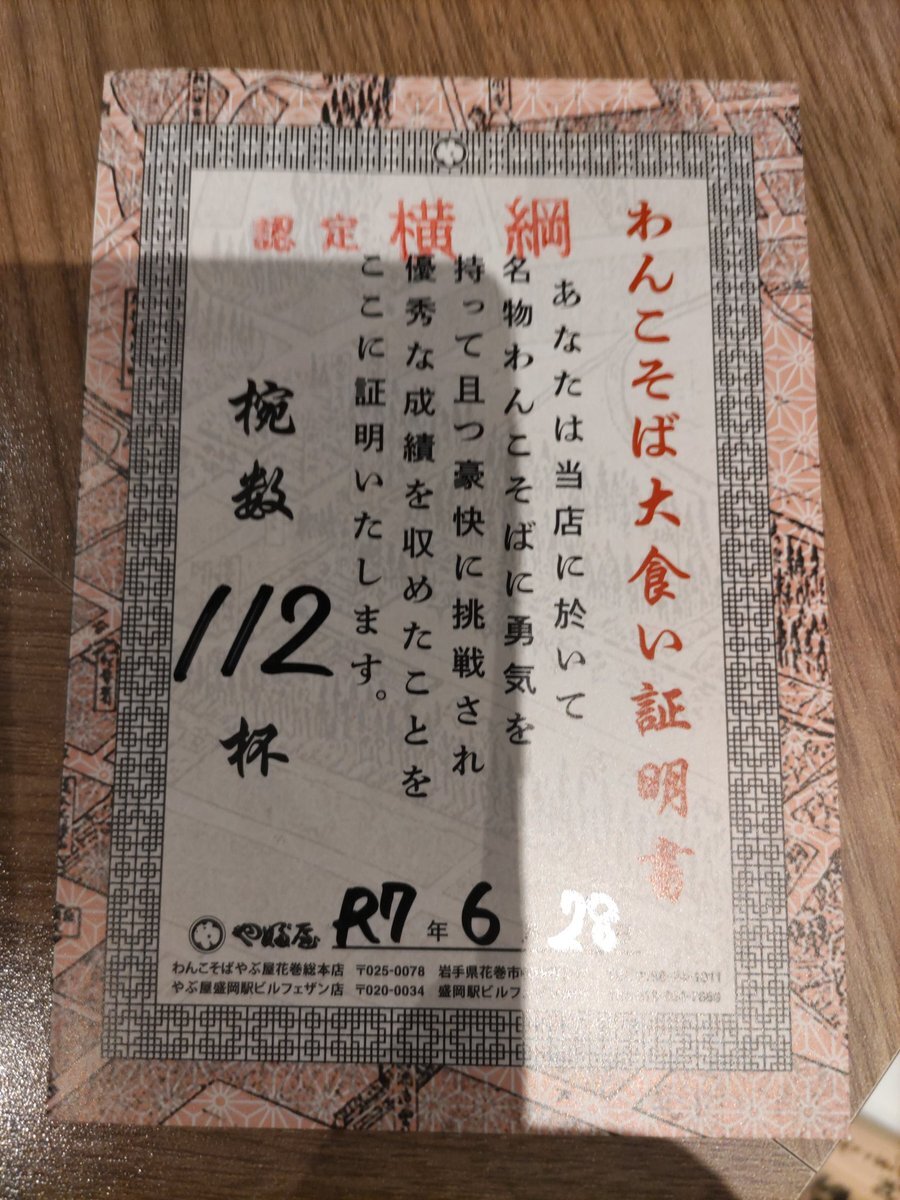 わんこそば大食い証明書
認定 横綱
あなたは当店に於いて
名物わんこそばに勇気を
持って且つ豪快に挑戦され
優秀な成績を収めたことを
ここに証明いたします。
椀数 112 杯
やぶ屋 R7 年 6 28
わんこそばやぶ屋花巻総本店 〒025-0078 岩手県花巻市
やぶ屋盛岡駅ビルフェザン店 〒020-0034 盛岡駅ビルフ